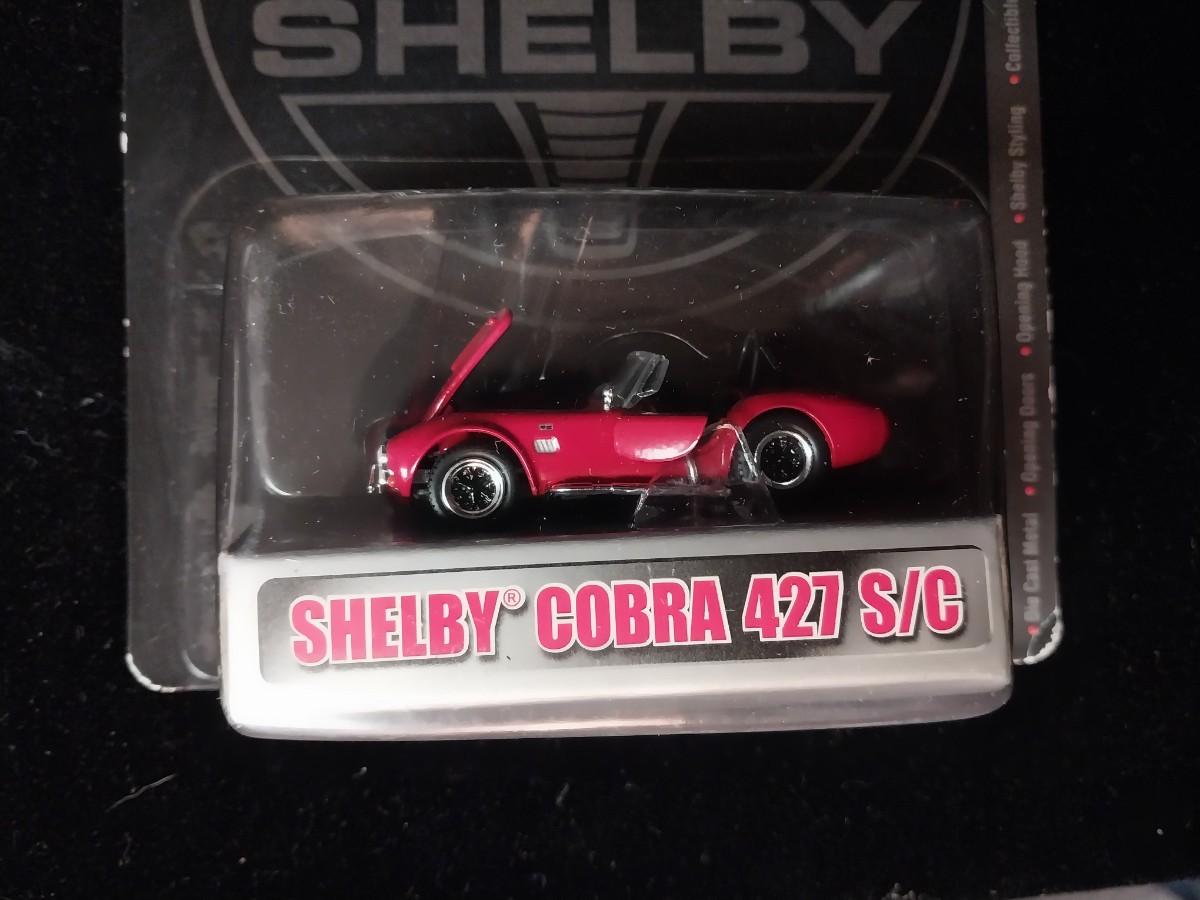 SHELBY
• Die Cast Metal • Opening Doors • Opening Hood • Shelby Styling • Collectible
SHELBY® COBRA 427 S/C